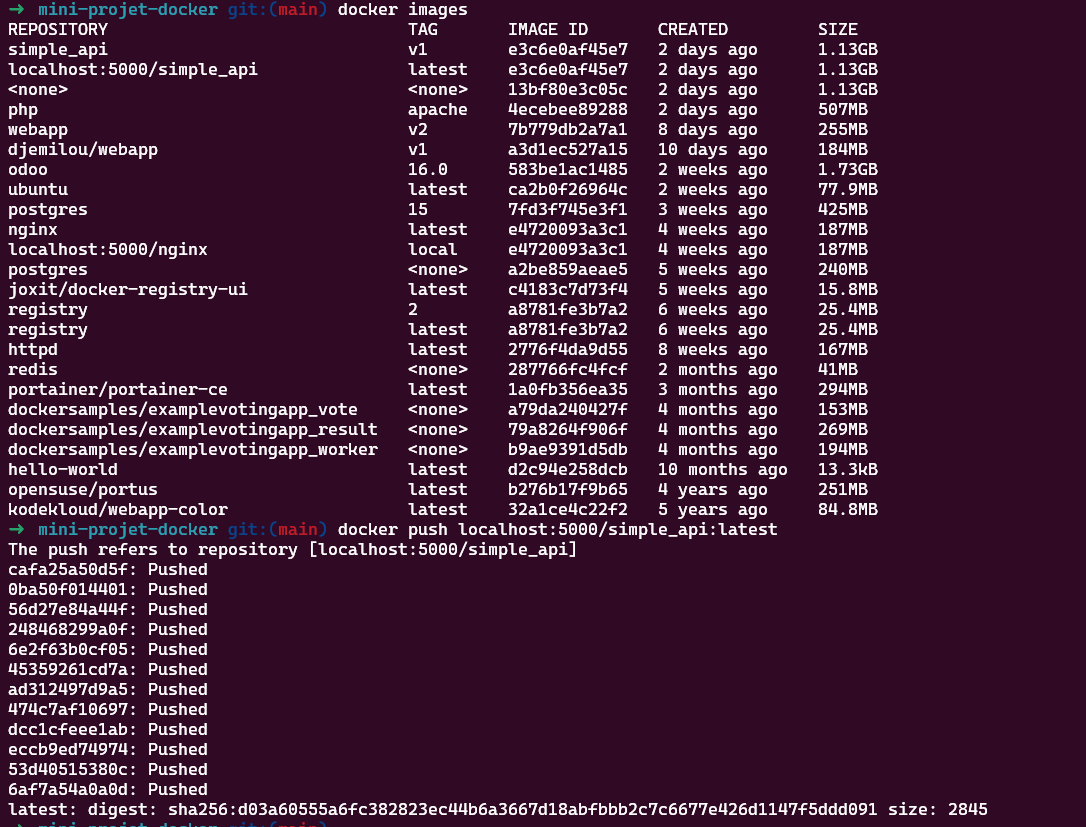 → mini-projet-docker git:(main) docker images
REPOSITORY TAG IMAGE ID CREATED SIZE
simple_api v1 e3c6e0af45e7 2 days ago 1.13GB
localhost:5000/simple_api latest e3c6e0af45e7 2 days ago 1.13GB
<none> <none> 13bf80e3c05c 2 days ago 1.13GB
php apache 4ecebee89288 2 days ago 507MB
webapp v2 7b779db2a7a1 8 days ago 255MB
djemilou/webapp v1 a3d1ec527a15 10 days ago 184MB
odoo 16.0 583be1ac1485 2 weeks ago 1.73GB
ubuntu latest ca2b0f26964c 2 weeks ago 77.9MB
postgres 15 7fd3f745e3f1 3 weeks ago 425MB
nginx latest e4720093a3c1 4 weeks ago 187MB
localhost:5000/nginx local e4720093a3c1 4 weeks ago 187MB
postgres <none> a2be859aeae5 5 weeks ago 240MB
joxit/docker-registry-ui latest c4183c7d73f4 5 weeks ago 15.8MB
registry 2 a8781fe3b7a2 6 weeks ago 25.4MB
registry latest a8781fe3b7a2 6 weeks ago 25.4MB
httpd latest 2776f4da9d55 8 weeks ago 167MB
redis <none> 287766fc4fcf 2 months ago 41MB
portainer/portainer-ce latest 1a0fb356ea35 3 months ago 294MB
dockersamples/examplevotingapp_vote <none> a79da240427f 4 months ago 153MB
dockersamples/examplevotingapp_result <none> 79a8264f906f 4 months ago 269MB
dockersamples/examplevotingapp_worker <none> b9ae9391d5db 4 months ago 194MB
hello-world latest d2c94e258dcb 10 months ago 13.3kB
opensuse/portus latest b276b17f9b65 4 years ago 251MB
kodekloud/webapp-color latest 32a1ce4c22f2 5 years ago 84.8MB
→ mini-projet-docker git:(main) docker push localhost:5000/simple_api:latest
The push refers to repository [localhost:5000/simple_api]
cafa25a50d5f: Pushed
0ba50f014401: Pushed
56d27e84a44f: Pushed
248468299a0f: Pushed
6e2f63b0cf05: Pushed
45359261cd7a: Pushed
ad312497d9a5: Pushed
474c7af10697: Pushed
dcc1cfeee1ab: Pushed
eccb9ed74974: Pushed
53d40515380c: Pushed
6af7a54a0a0d: Pushed
latest: digest: sha256:d03a60555a6fc382823ec44b6a3667d18abfbbb2c7c6677e426d1147f5ddd091 size: 2845
→ mini-projet-docker git:(main)